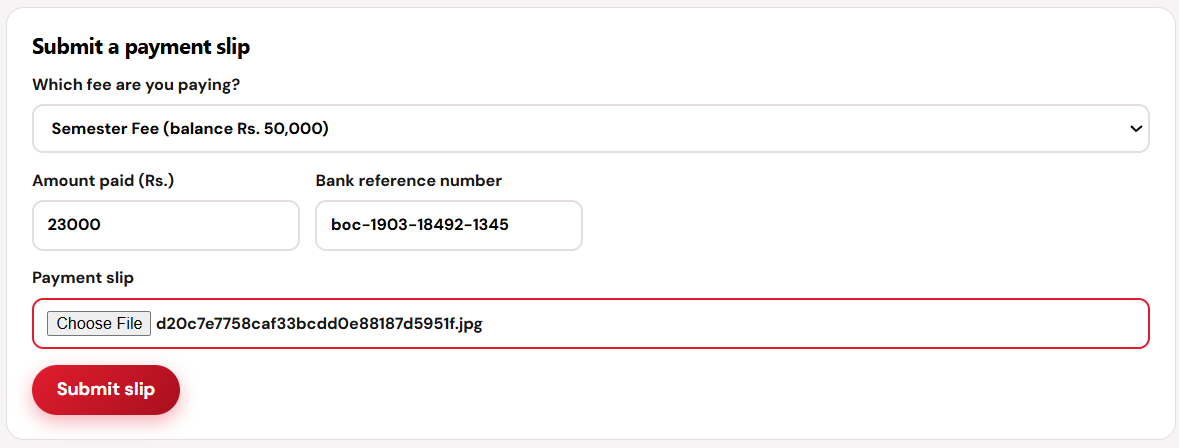 Submit a payment slip
Which fee are you paying?
Semester Fee (balance Rs. 50,000)
Amount paid (Rs.) Bank reference number
23000 boc-1903-18492-1345
Payment slip
Choose File d20c7e7758caf33bcdd0e88187d5951f.jpg
Submit slip